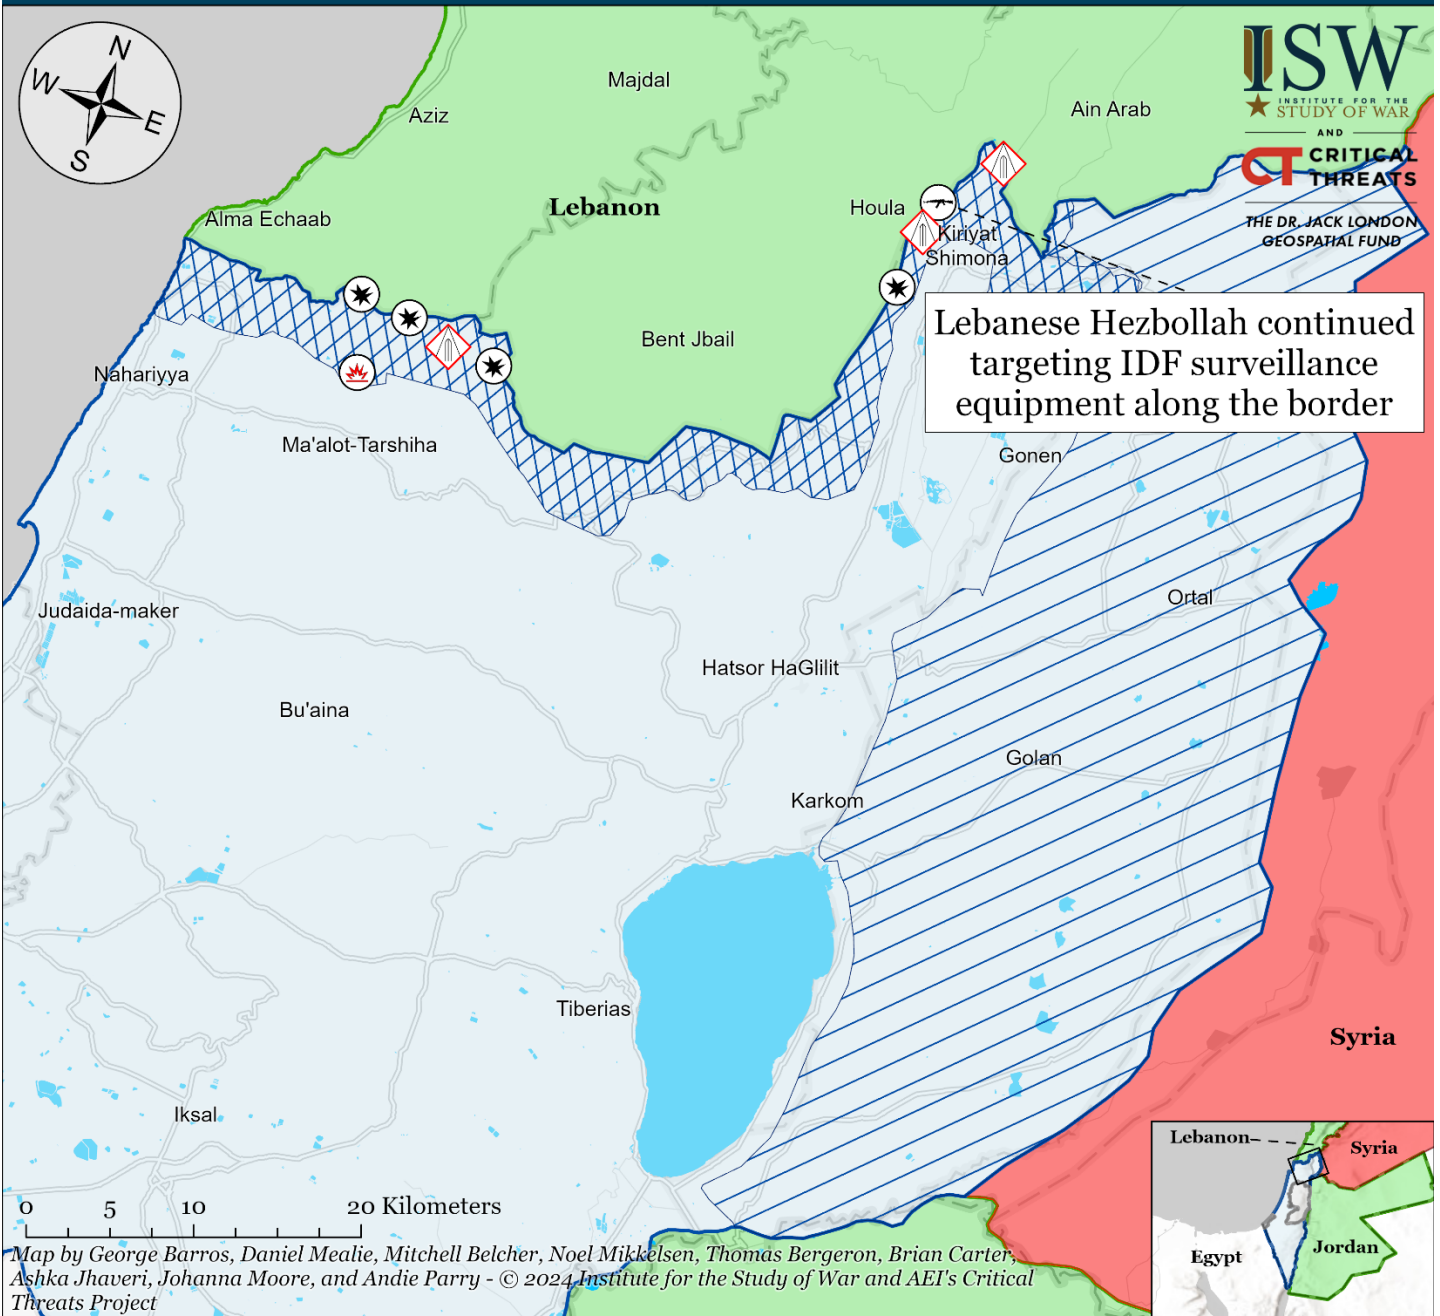 N
W
E
S
Majdal
Aziz
Ain Arab
ISW
INSTITUTE FOR THE
STUDY OF WAR
AND
CT CRITICAL
THREATS
THE DR. JACK LONDON
GEOSPATIAL FUND
Alma Echaab
Lebanon
Houla
Kiriyat
Shimona
Lebanese Hezbollah continued
targeting IDF surveillance
equipment along the border
Bent Jbail
Nahariyya
Ma'alot-Tarshiha
Gonen
Judaida-maker
Ortal
Hatsor HaGlilit
Bu'aina
Golan
Karkom
Tiberias
Syria
Iksal
Lebanon
Syria
Egypt
Jordan
0 5 10 20 Kilometers
Map by George Barros, Daniel Mealie, Mitchell Belcher, Noel Mikkelsen, Thomas Bergeron, Brian Carter,
Ashka Jhaveri, Johanna Moore, and Andie Parry - © 2024 Institute for the Study of War and AEI's Critical
Threats Project